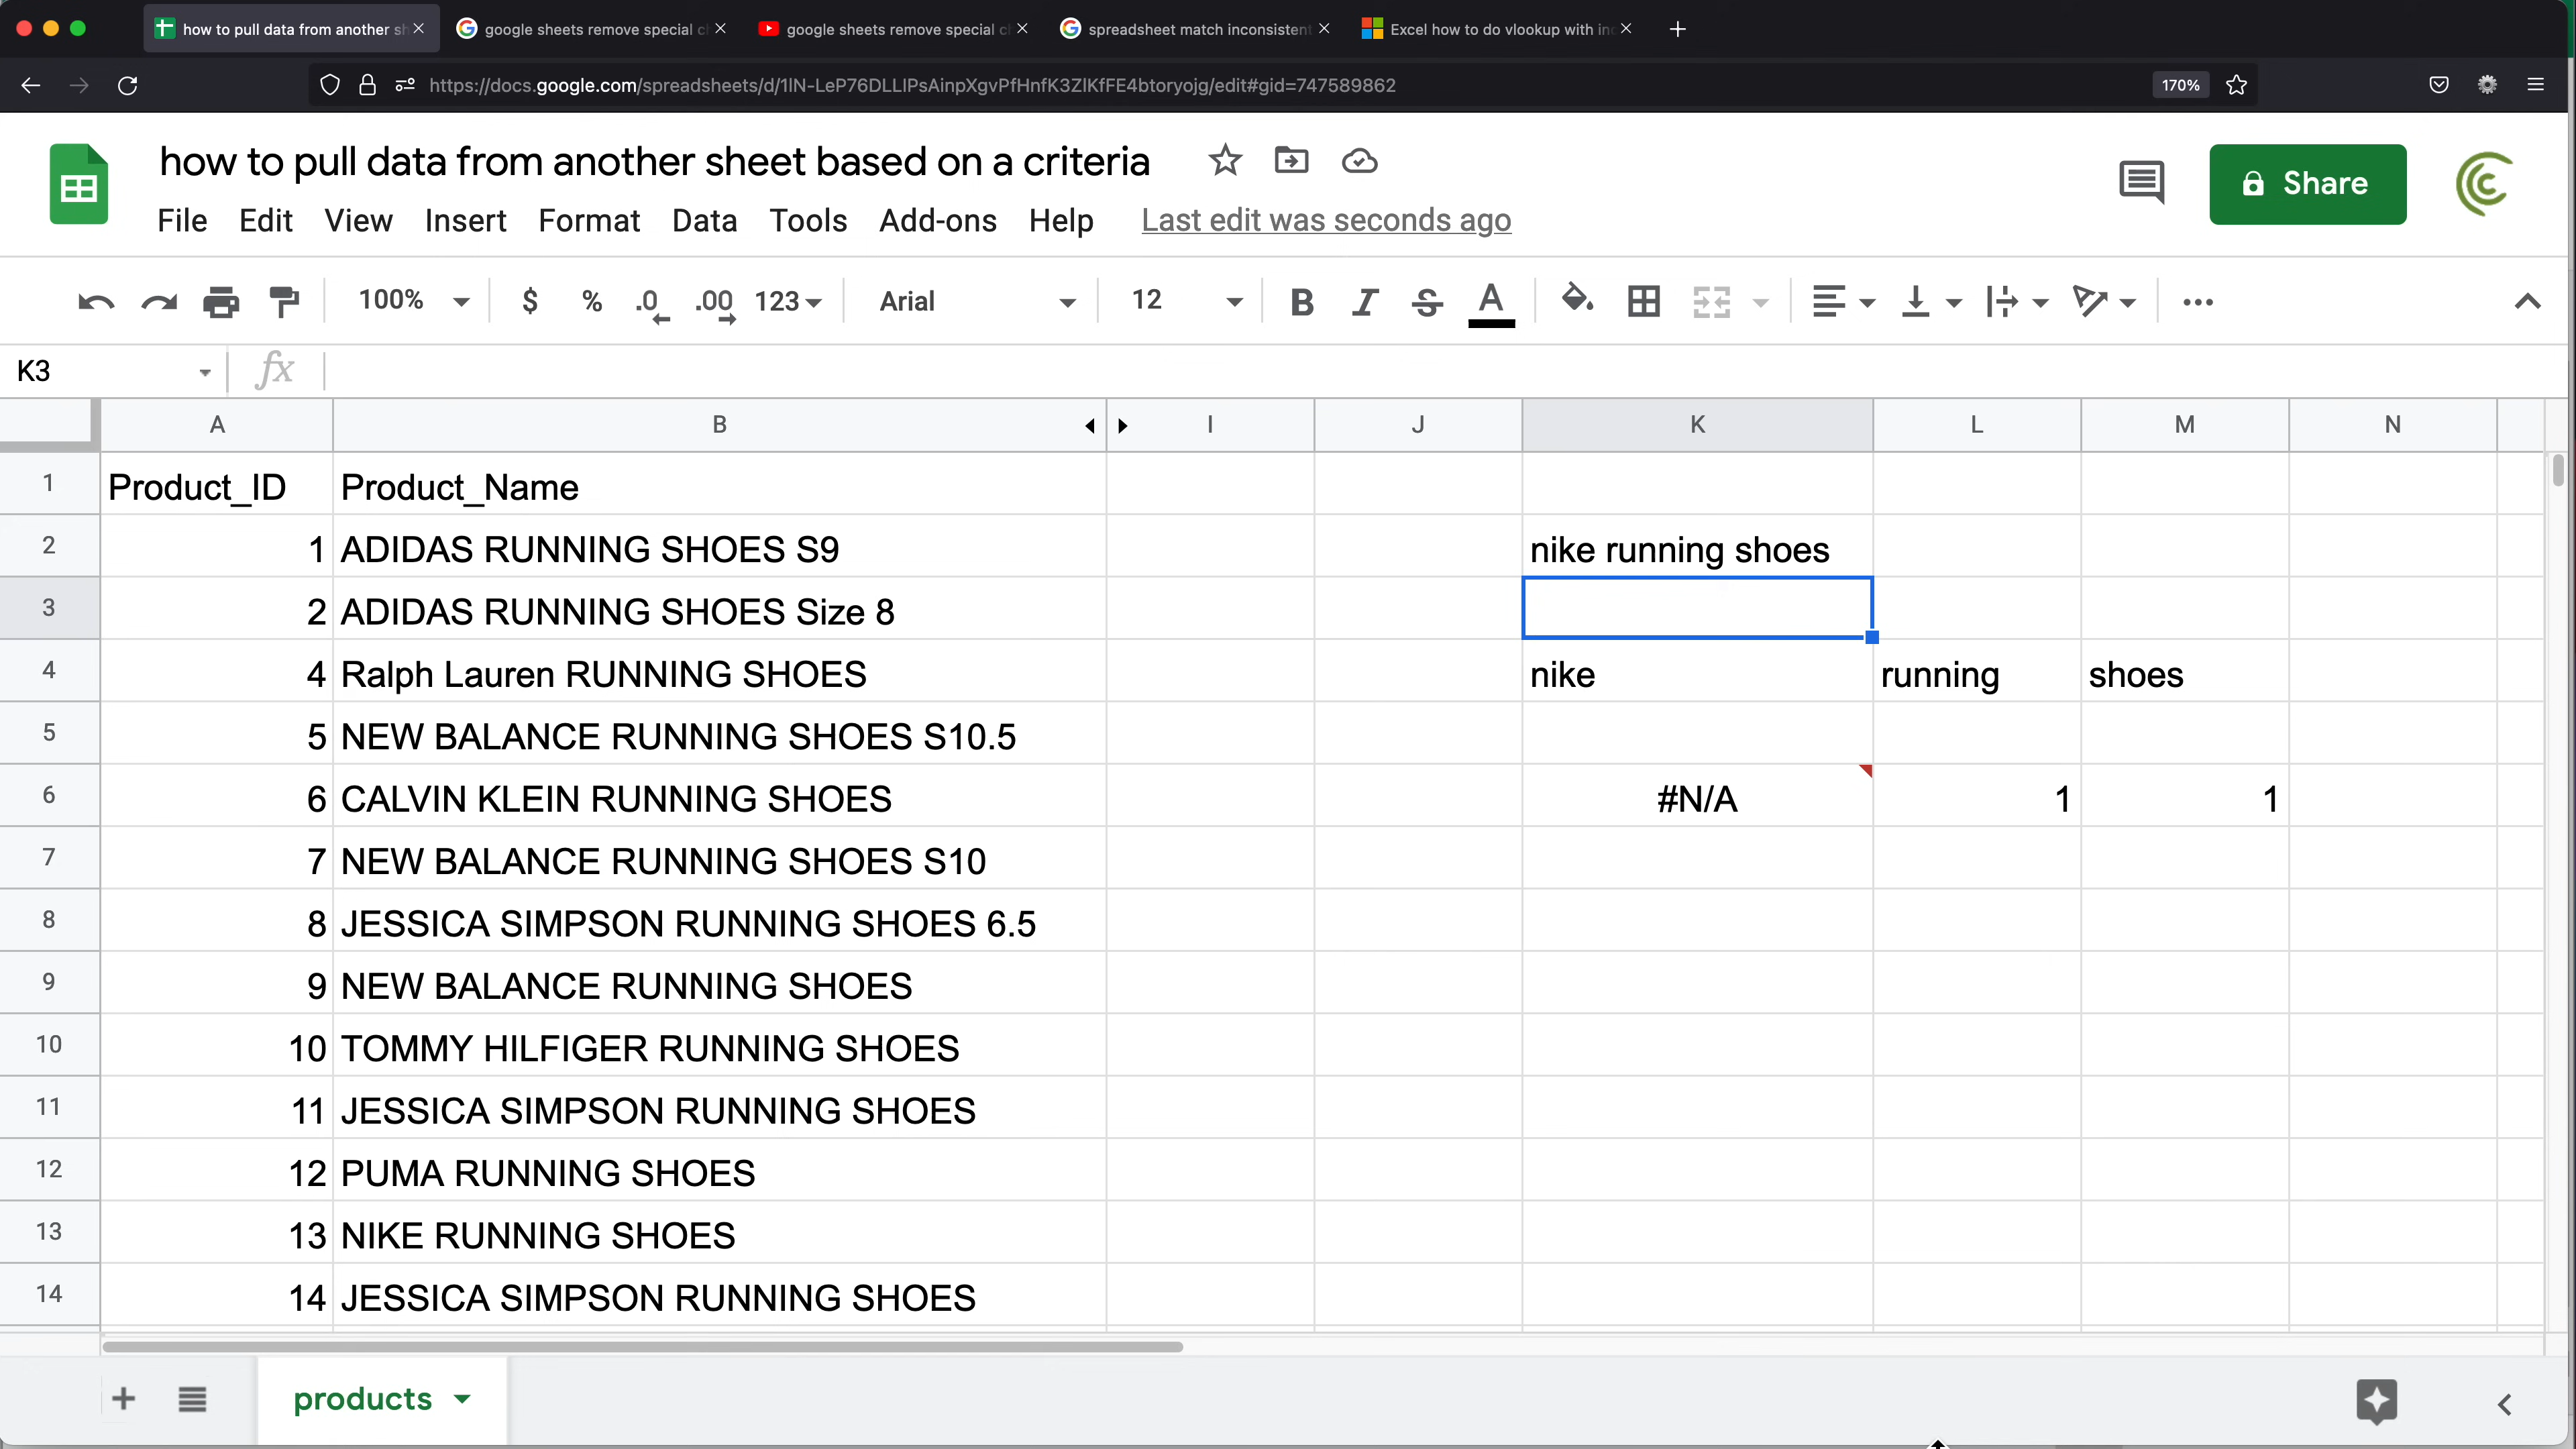 how to pull data from another sh
google sheets remove special c
google sheets remove special c
spreadsheet match inconsistent
Excel how to do vlookup with in
https://docs.google.com/spreadsheets/d/1lN-LeP76DLLlPsAinpXgvPfHnfK3ZlKfFE4btoryojg/edit#gid=747589862
170%
how to pull data from another sheet based on a criteria
Share
File Edit View Insert Format Data Tools Add-ons Help Last edit was seconds ago
100% $ % .0 .00 123 Arial 12 B I S A
K3 fx
A B I J K L M N
1 Product_ID Product_Name
2 1 ADIDAS RUNNING SHOES S9 nike running shoes
3 2 ADIDAS RUNNING SHOES Size 8
4 4 Ralph Lauren RUNNING SHOES nike running shoes
5 5 NEW BALANCE RUNNING SHOES S10.5
6 6 CALVIN KLEIN RUNNING SHOES #N/A 1 1
7 7 NEW BALANCE RUNNING SHOES S10
8 8 JESSICA SIMPSON RUNNING SHOES 6.5
9 9 NEW BALANCE RUNNING SHOES
10 10 TOMMY HILFIGER RUNNING SHOES
11 11 JESSICA SIMPSON RUNNING SHOES
12 12 PUMA RUNNING SHOES
13 13 NIKE RUNNING SHOES
14 14 JESSICA SIMPSON RUNNING SHOES
products